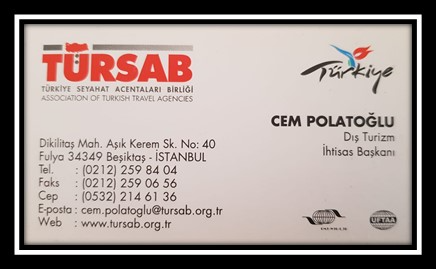 TÜRSAB
TÜRKİYE SEYAHAT ACENTALARI BİRLİĞİ
ASSOCIATION OF TURKISH TRAVEL AGENCIES
Türkiye
CEM POLATOĞLU
Dış Turizm
İhtisas Başkanı
Dikilitaş Mah. Aşık Kerem Sk. No: 40
Fulya 34349 Beşiktaş - İSTANBUL
Tel. : (0212) 259 84 04
Faks : (0212) 259 06 56
Cep : (0532) 214 61 36
E-posta : cem.polatoglu@tursab.org.tr
Web : www.tursab.org.tr
UFTAA